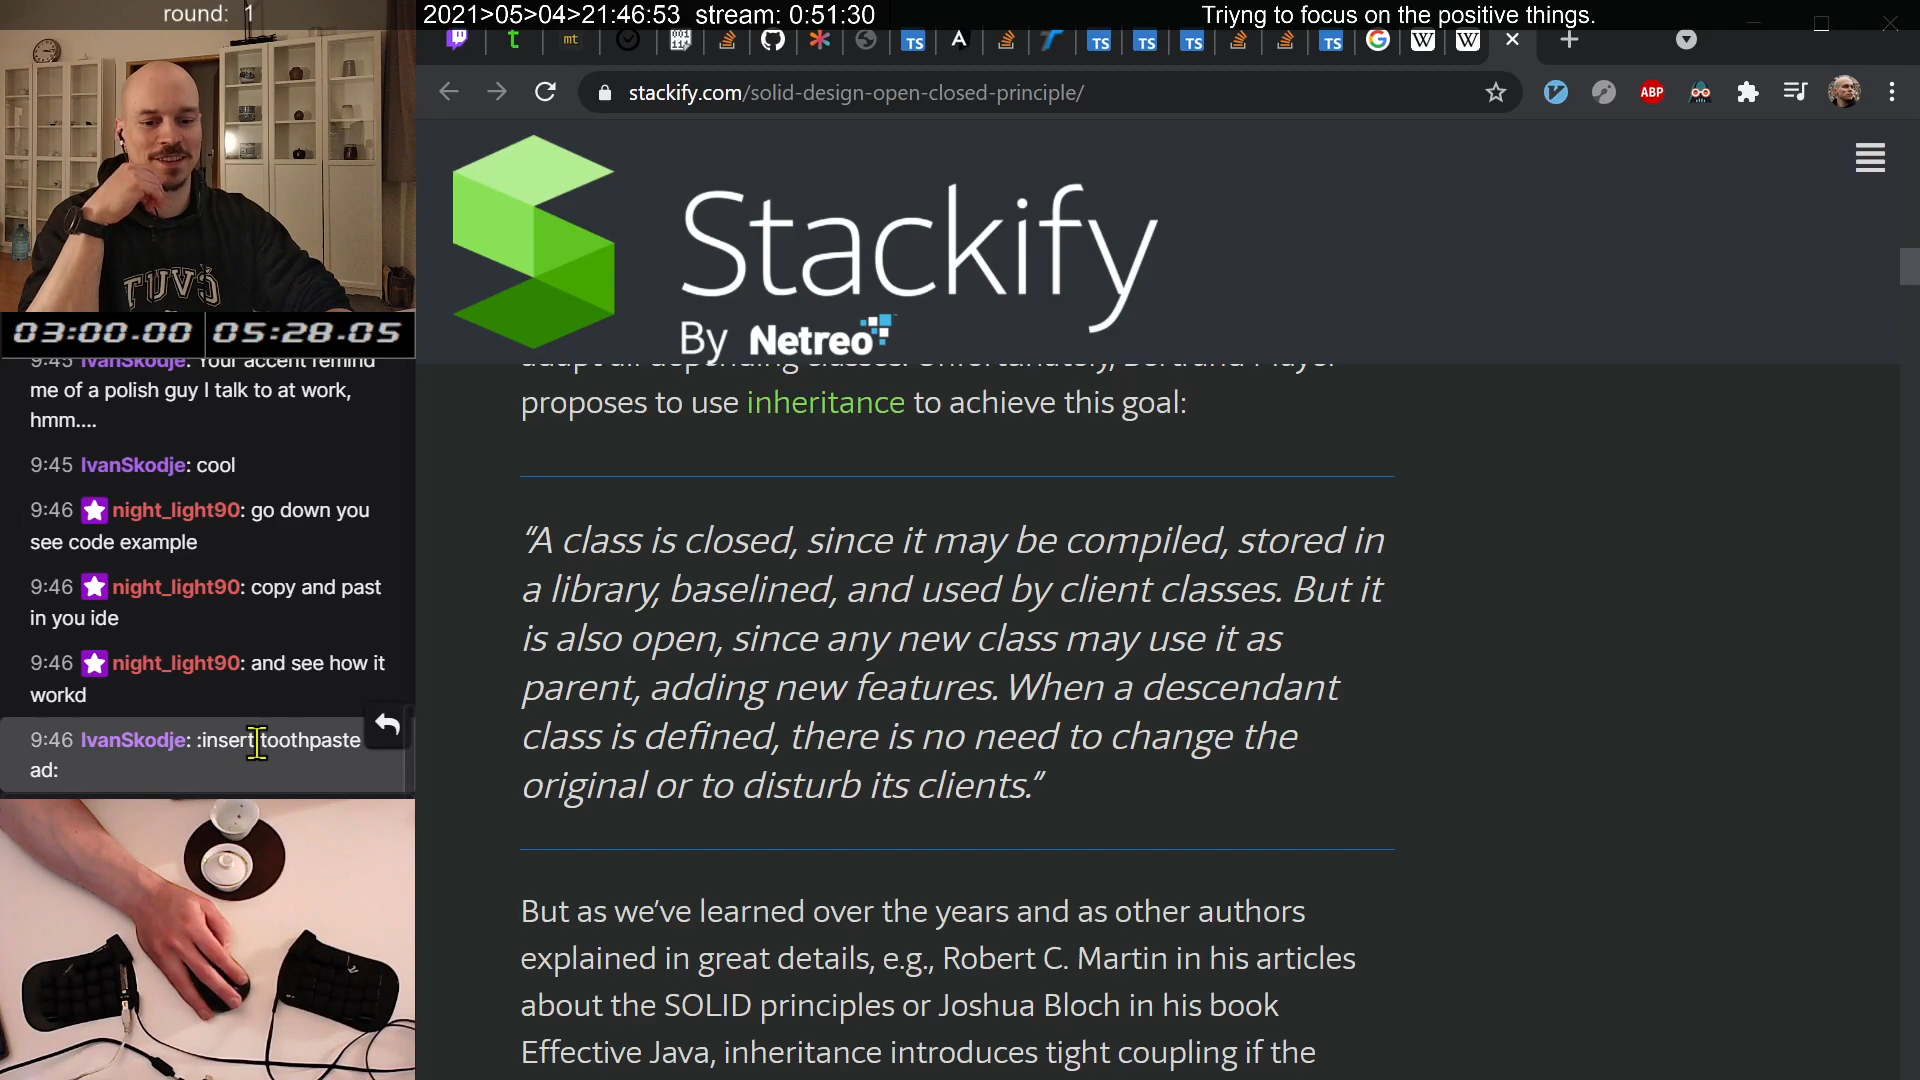 round: 1
2021>05>04>21:46:53 stream: 0:51:30
Triyng to focus on the positive things.
stackify.com/solid-design-open-closed-principle/
ABP
Stackify
By Netreo
03:00.00 05:28.05
9:45 IvanSkodje: Your accent remind
me of a polish guy I talk to at work,
hmm....
9:45 IvanSkodje: cool
9:46 night_light90: go down you
see code example
9:46 night_light90: copy and past
in you ide
9:46 night_light90: and see how it
workd
9:46 IvanSkodje: :insert toothpaste
ad:
proposes to use inheritance to achieve this goal:
“A class is closed, since it may be compiled, stored in
a library, baselined, and used by client classes. But it
is also open, since any new class may use it as
parent, adding new features. When a descendant
class is defined, there is no need to change the
original or to disturb its clients.”
But as we’ve learned over the years and as other authors
explained in great details, e.g., Robert C. Martin in his articles
about the SOLID principles or Joshua Bloch in his book
Effective Java, inheritance introduces tight coupling if the